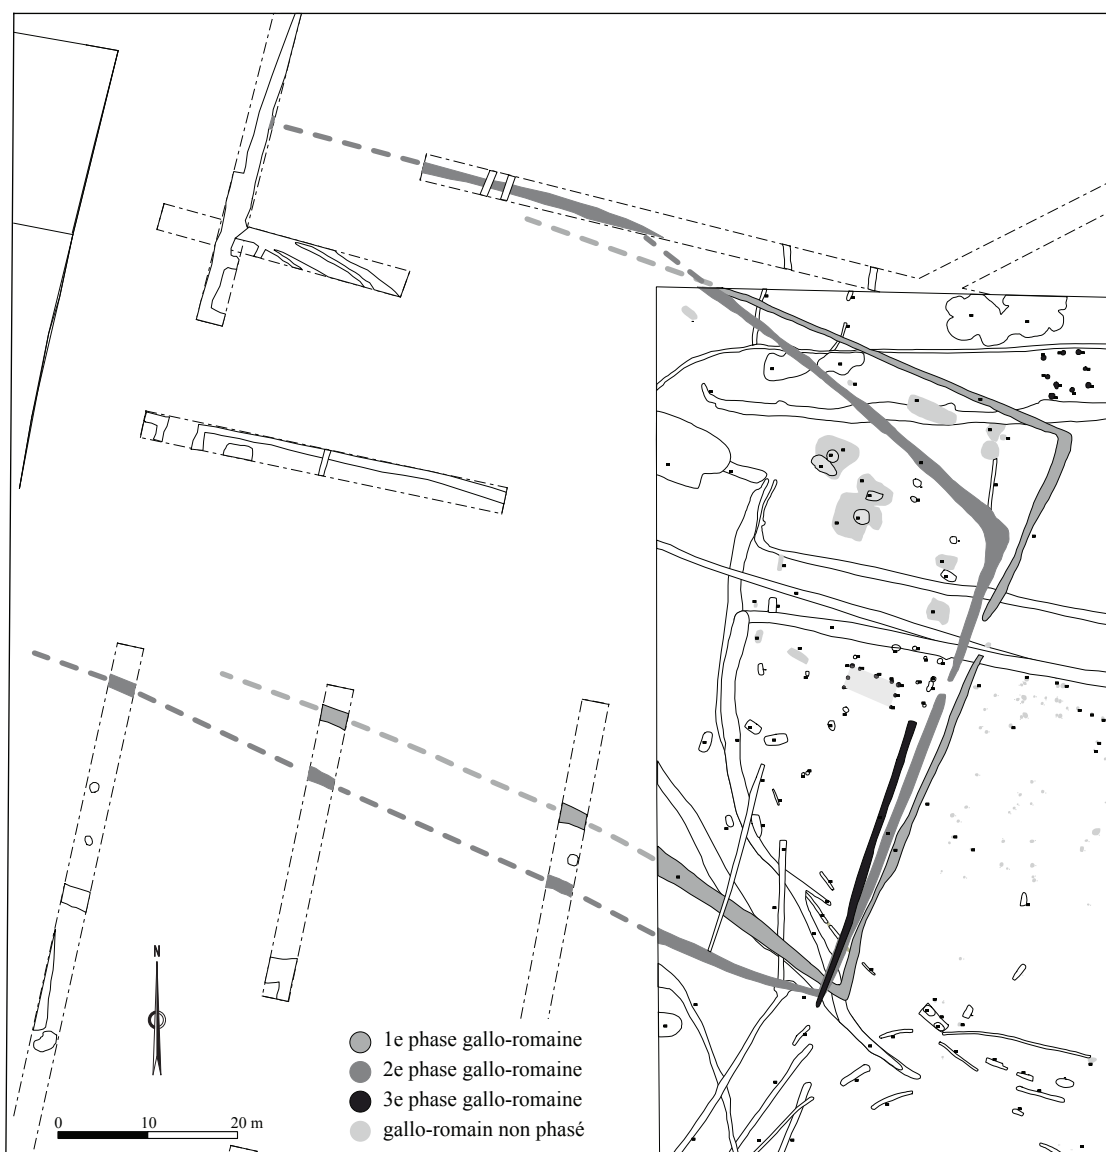 N
1e phase gallo-romaine
2e phase gallo-romaine
3e phase gallo-romaine
gallo-romain non phasé
0 10 20 m